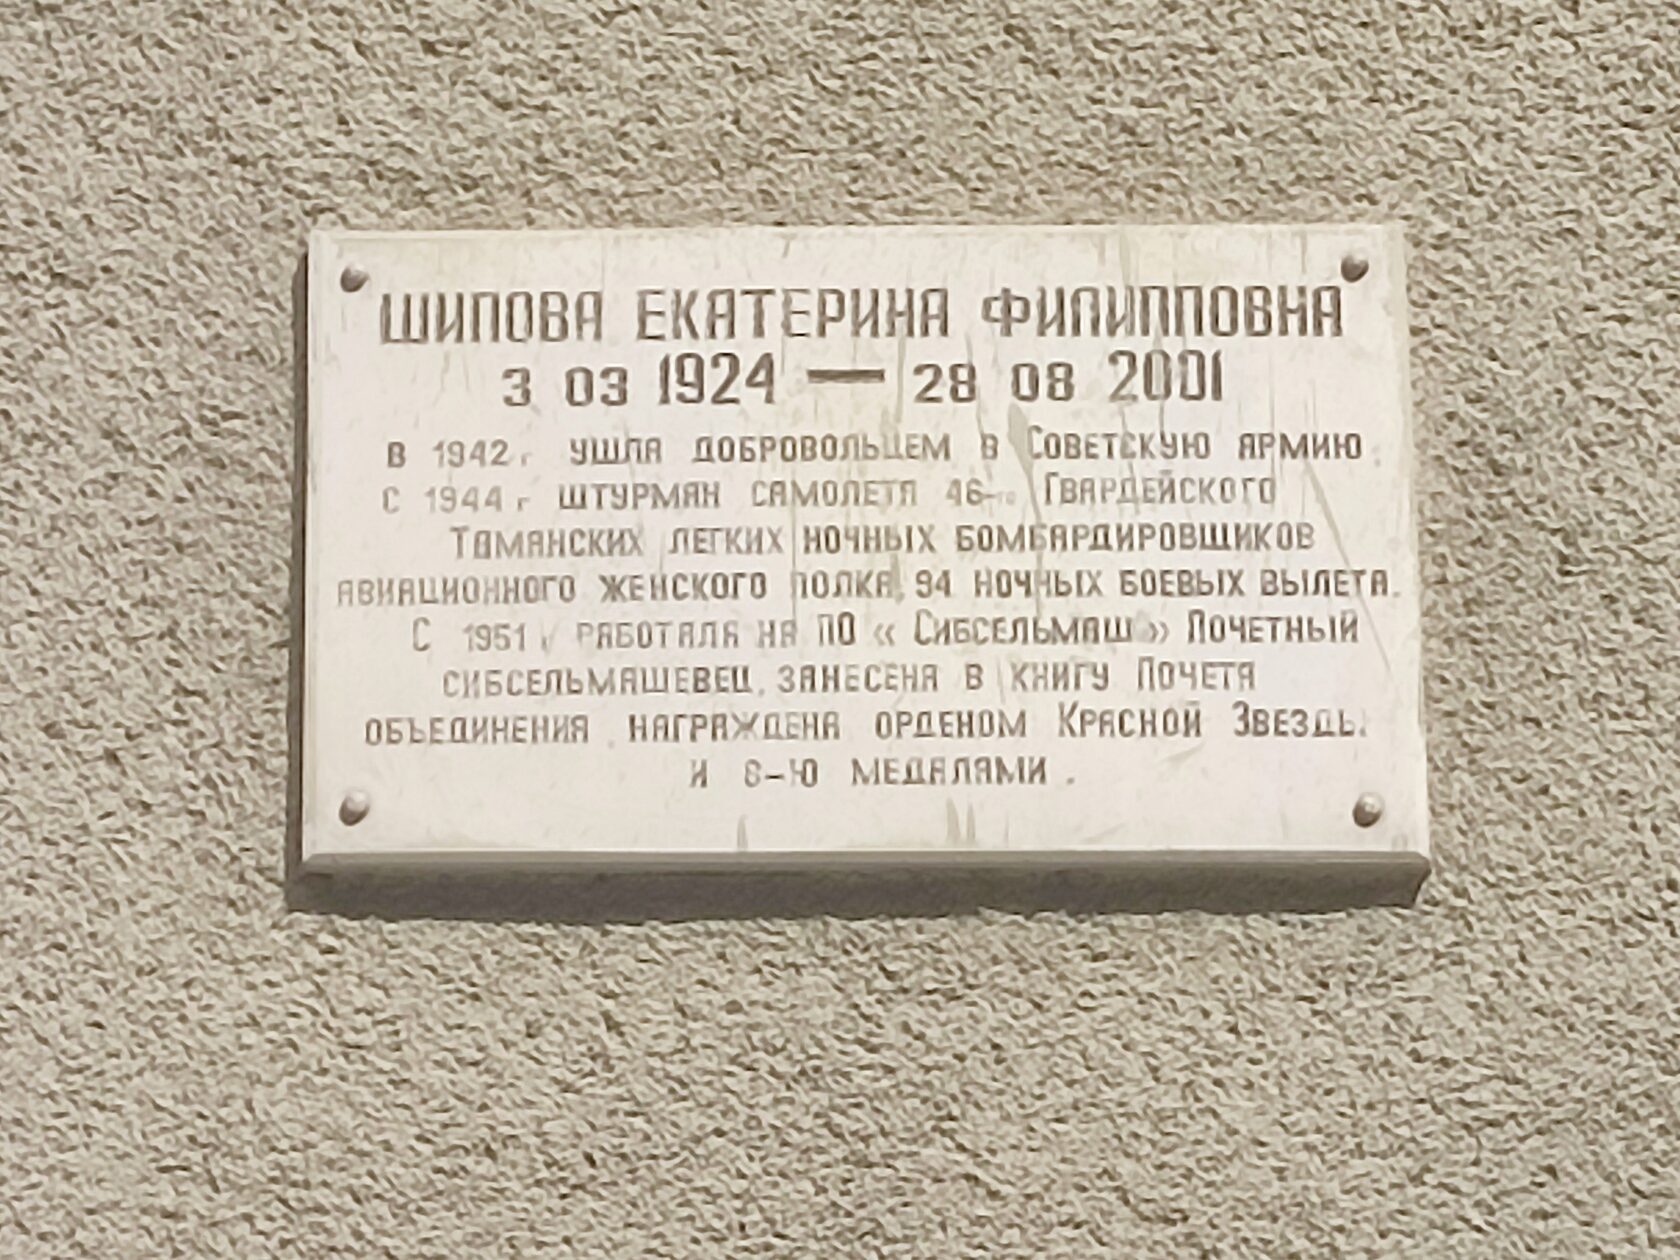 ШИПОВА ЕКАТЕРИНА ФИЛИППОВНА
3 03 1924 — 28 08 2001
В 1942 г УШЛА ДОБРОВОЛЬЦЕМ В СОВЕТСКУЮ АРМИЮ.
С 1944 г ШТУРМАН САМОЛЕТА 46-го ГВАРДЕЙСКОГО
ТАМАНСКИХ ЛЕГКИХ НОЧНЫХ БОМБАРДИРОВЩИКОВ
АВИАЦИОННОГО ЖЕНСКОГО ПОЛКА, 94 НОЧНЫХ БОЕВЫХ ВЫЛЕТА.
С 1951 г РАБОТАЛА НА ПО « СИБСЕЛЬМАШ » ПОЧЕТНЫЙ
СИБСЕЛЬМАШЕВЕЦ, ЗАНЕСЕНА В КНИГУ ПОЧЕТА
ОБЪЕДИНЕНИЯ, НАГРАЖДЕНА ОРДЕНОМ КРАСНОЙ ЗВЕЗДЫ
И 8-Ю МЕДАЛЯМИ.